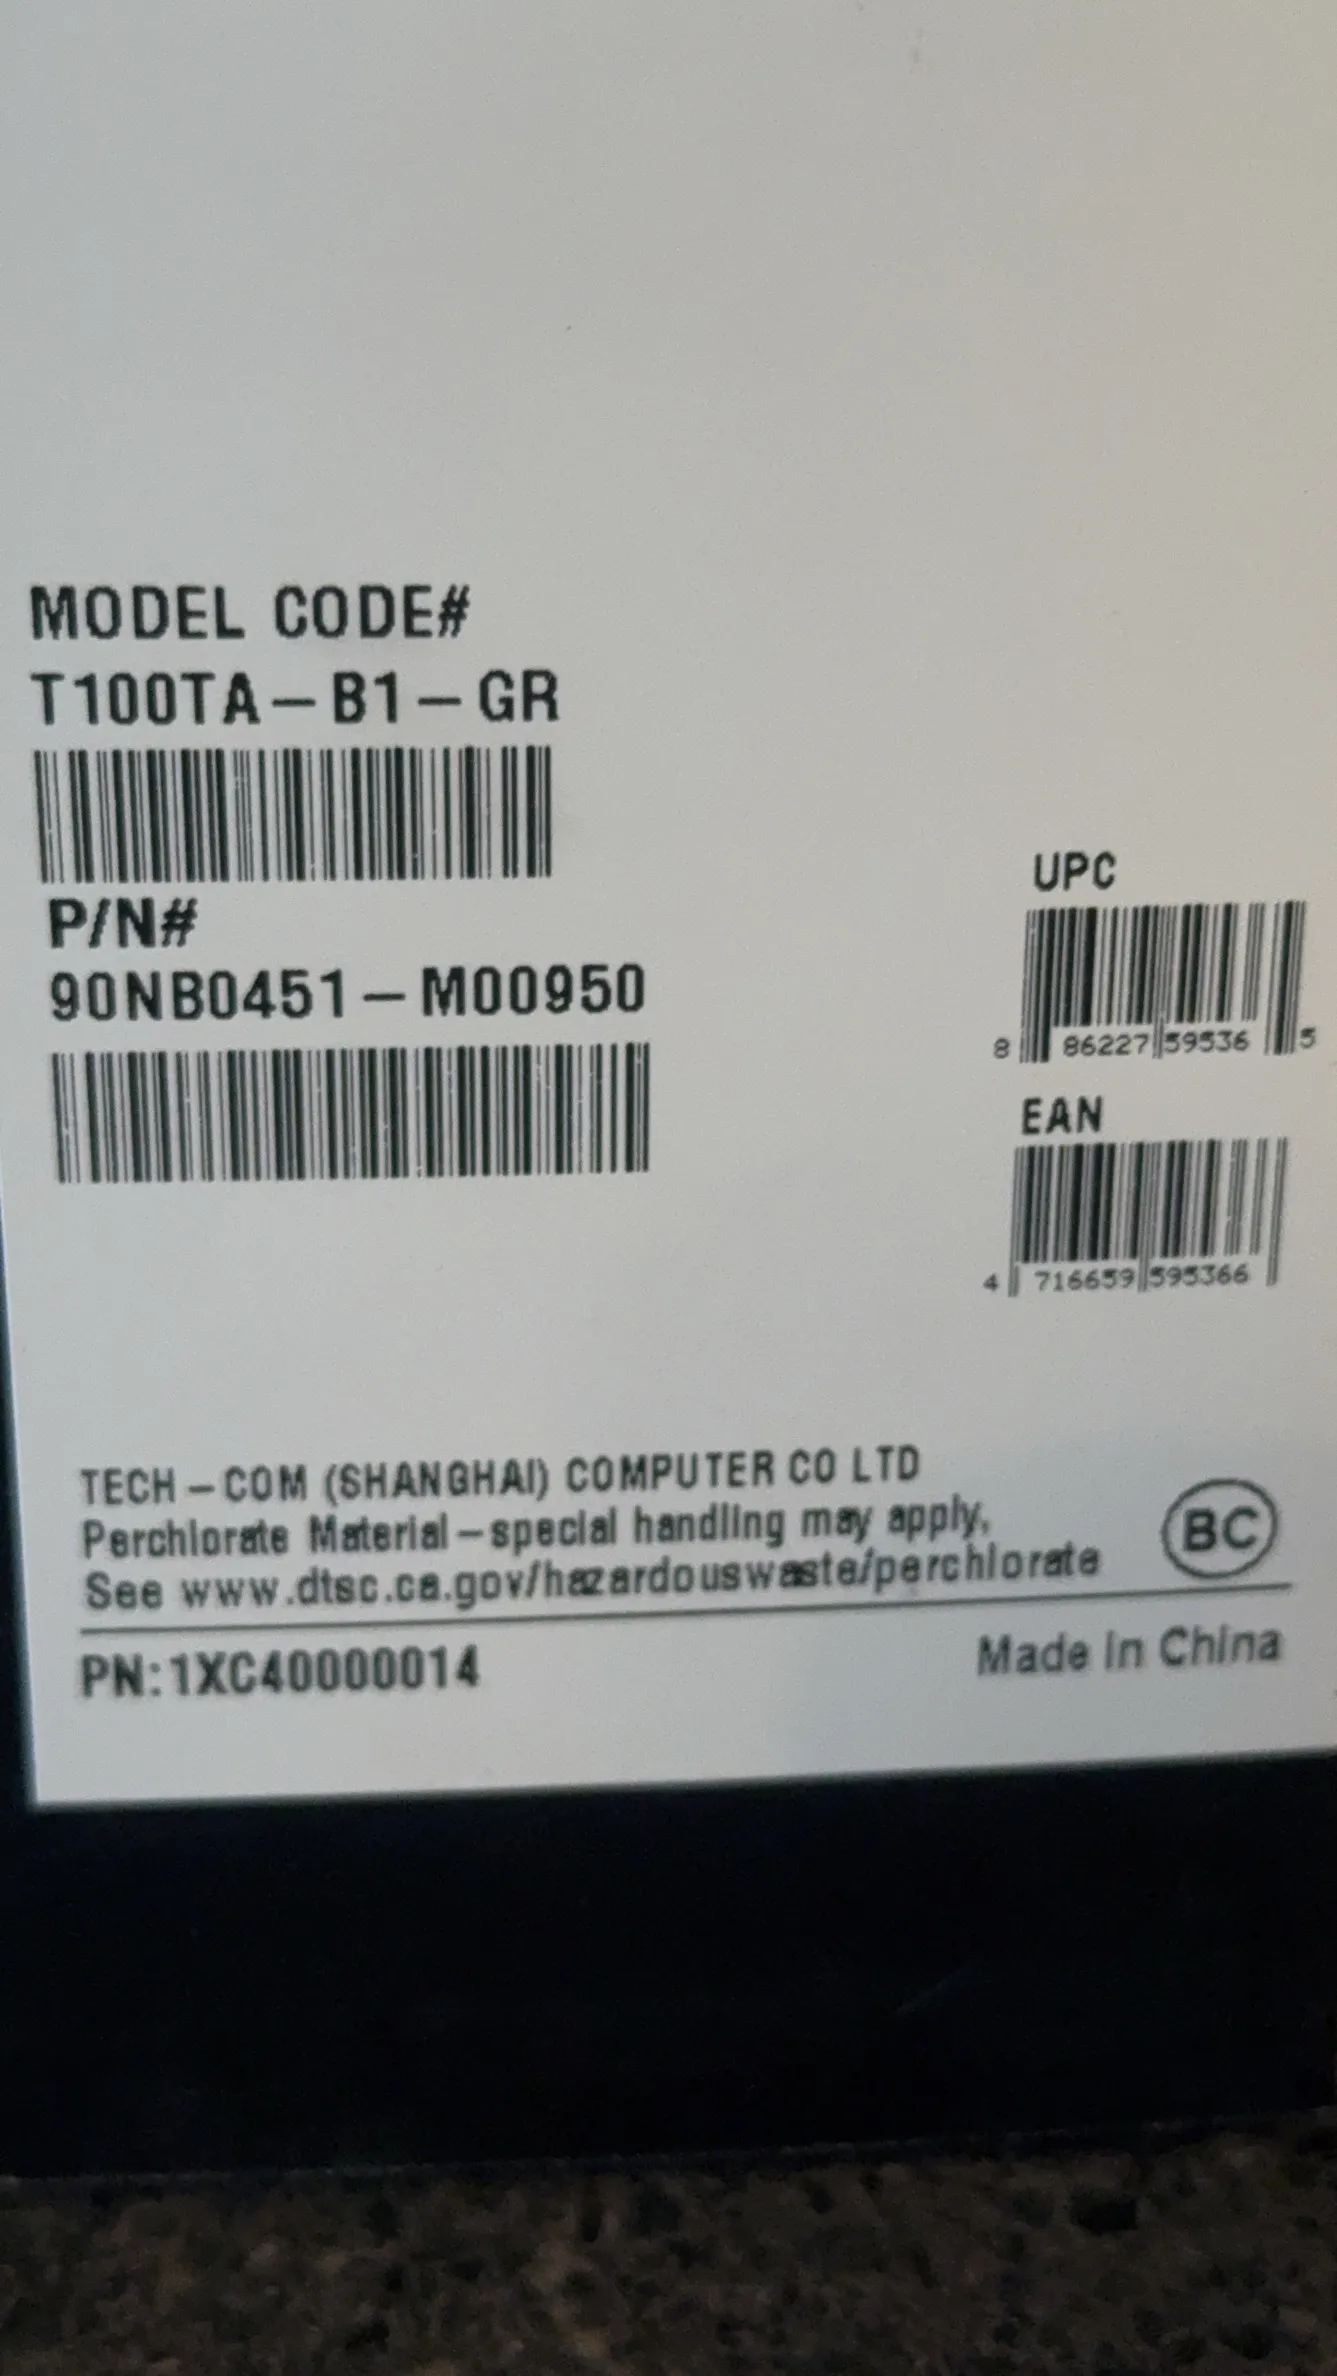 MODEL CODE#
T100TA-B1-GR
P/N#
90NB0451-M00950
UPC
8 86227 59536 5
EAN
4 716659 595366
TECH-COM (SHANGHAI) COMPUTER CO LTD
Perchlorate Material-special handling may apply,
See www.dtsc.ca.gov/hazardouswaste/perchlorate
BC
PN:1XC40000014
Made in China